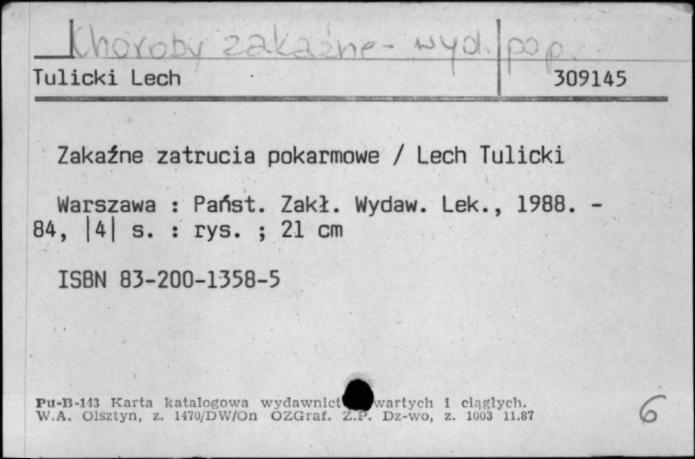 Choroby zakaźne - wyd. pop.
Tulicki Lech 309145
Zakaźne zatrucia pokarmowe / Lech Tulicki
Warszawa : Państ. Zakł. Wydaw. Lek., 1988. -
84, |4| s. : rys. ; 21 cm
ISBN 83-200-1358-5
Pu-B-143 Karta katalogowa wydawnict wartych i ciągłych.
W.A. Olsztyn, z. 1470/DW/On OZGraf. Z.P. Dz-wo, z. 1003 11.87
6